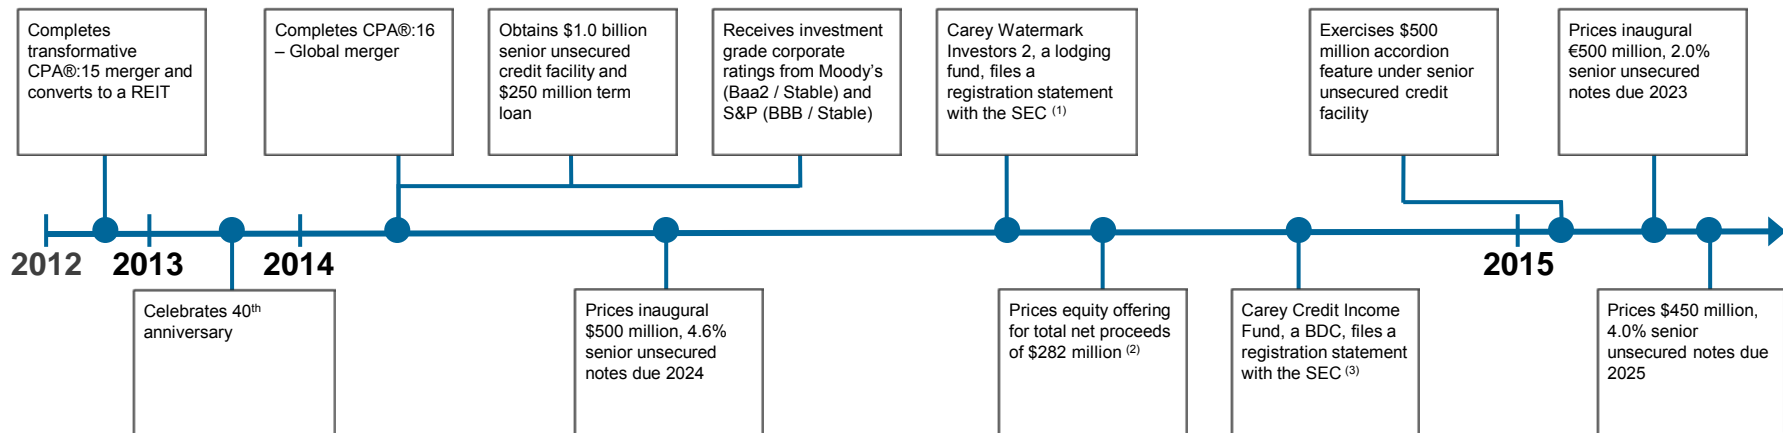 Completes
transformative
CPA®:15 merger and
converts to a REIT
Completes CPA®:16
– Global merger
Obtains $1.0 billion
senior unsecured
credit facility and
$250 million term
loan
Receives investment
grade corporate
ratings from Moody's
(Baa2 / Stable) and
S&P (BBB / Stable)
Carey Watermark
Investors 2, a lodging
fund, files a
registration statement
with the SEC (1)
Exercises $500
million accordion
feature under senior
unsecured credit
facility
Prices inaugural
€500 million, 2.0%
senior unsecured
notes due 2023
2012
2013
2014
2015
Celebrates 40th
anniversary
Prices inaugural
$500 million, 4.6%
senior unsecured
notes due 2024
Prices equity offering
for total net proceeds
of $282 million (2)
Carey Credit Income
Fund, a BDC, files a
registration statement
with the SEC (3)
Prices $450 million,
4.0% senior
unsecured notes due
2025